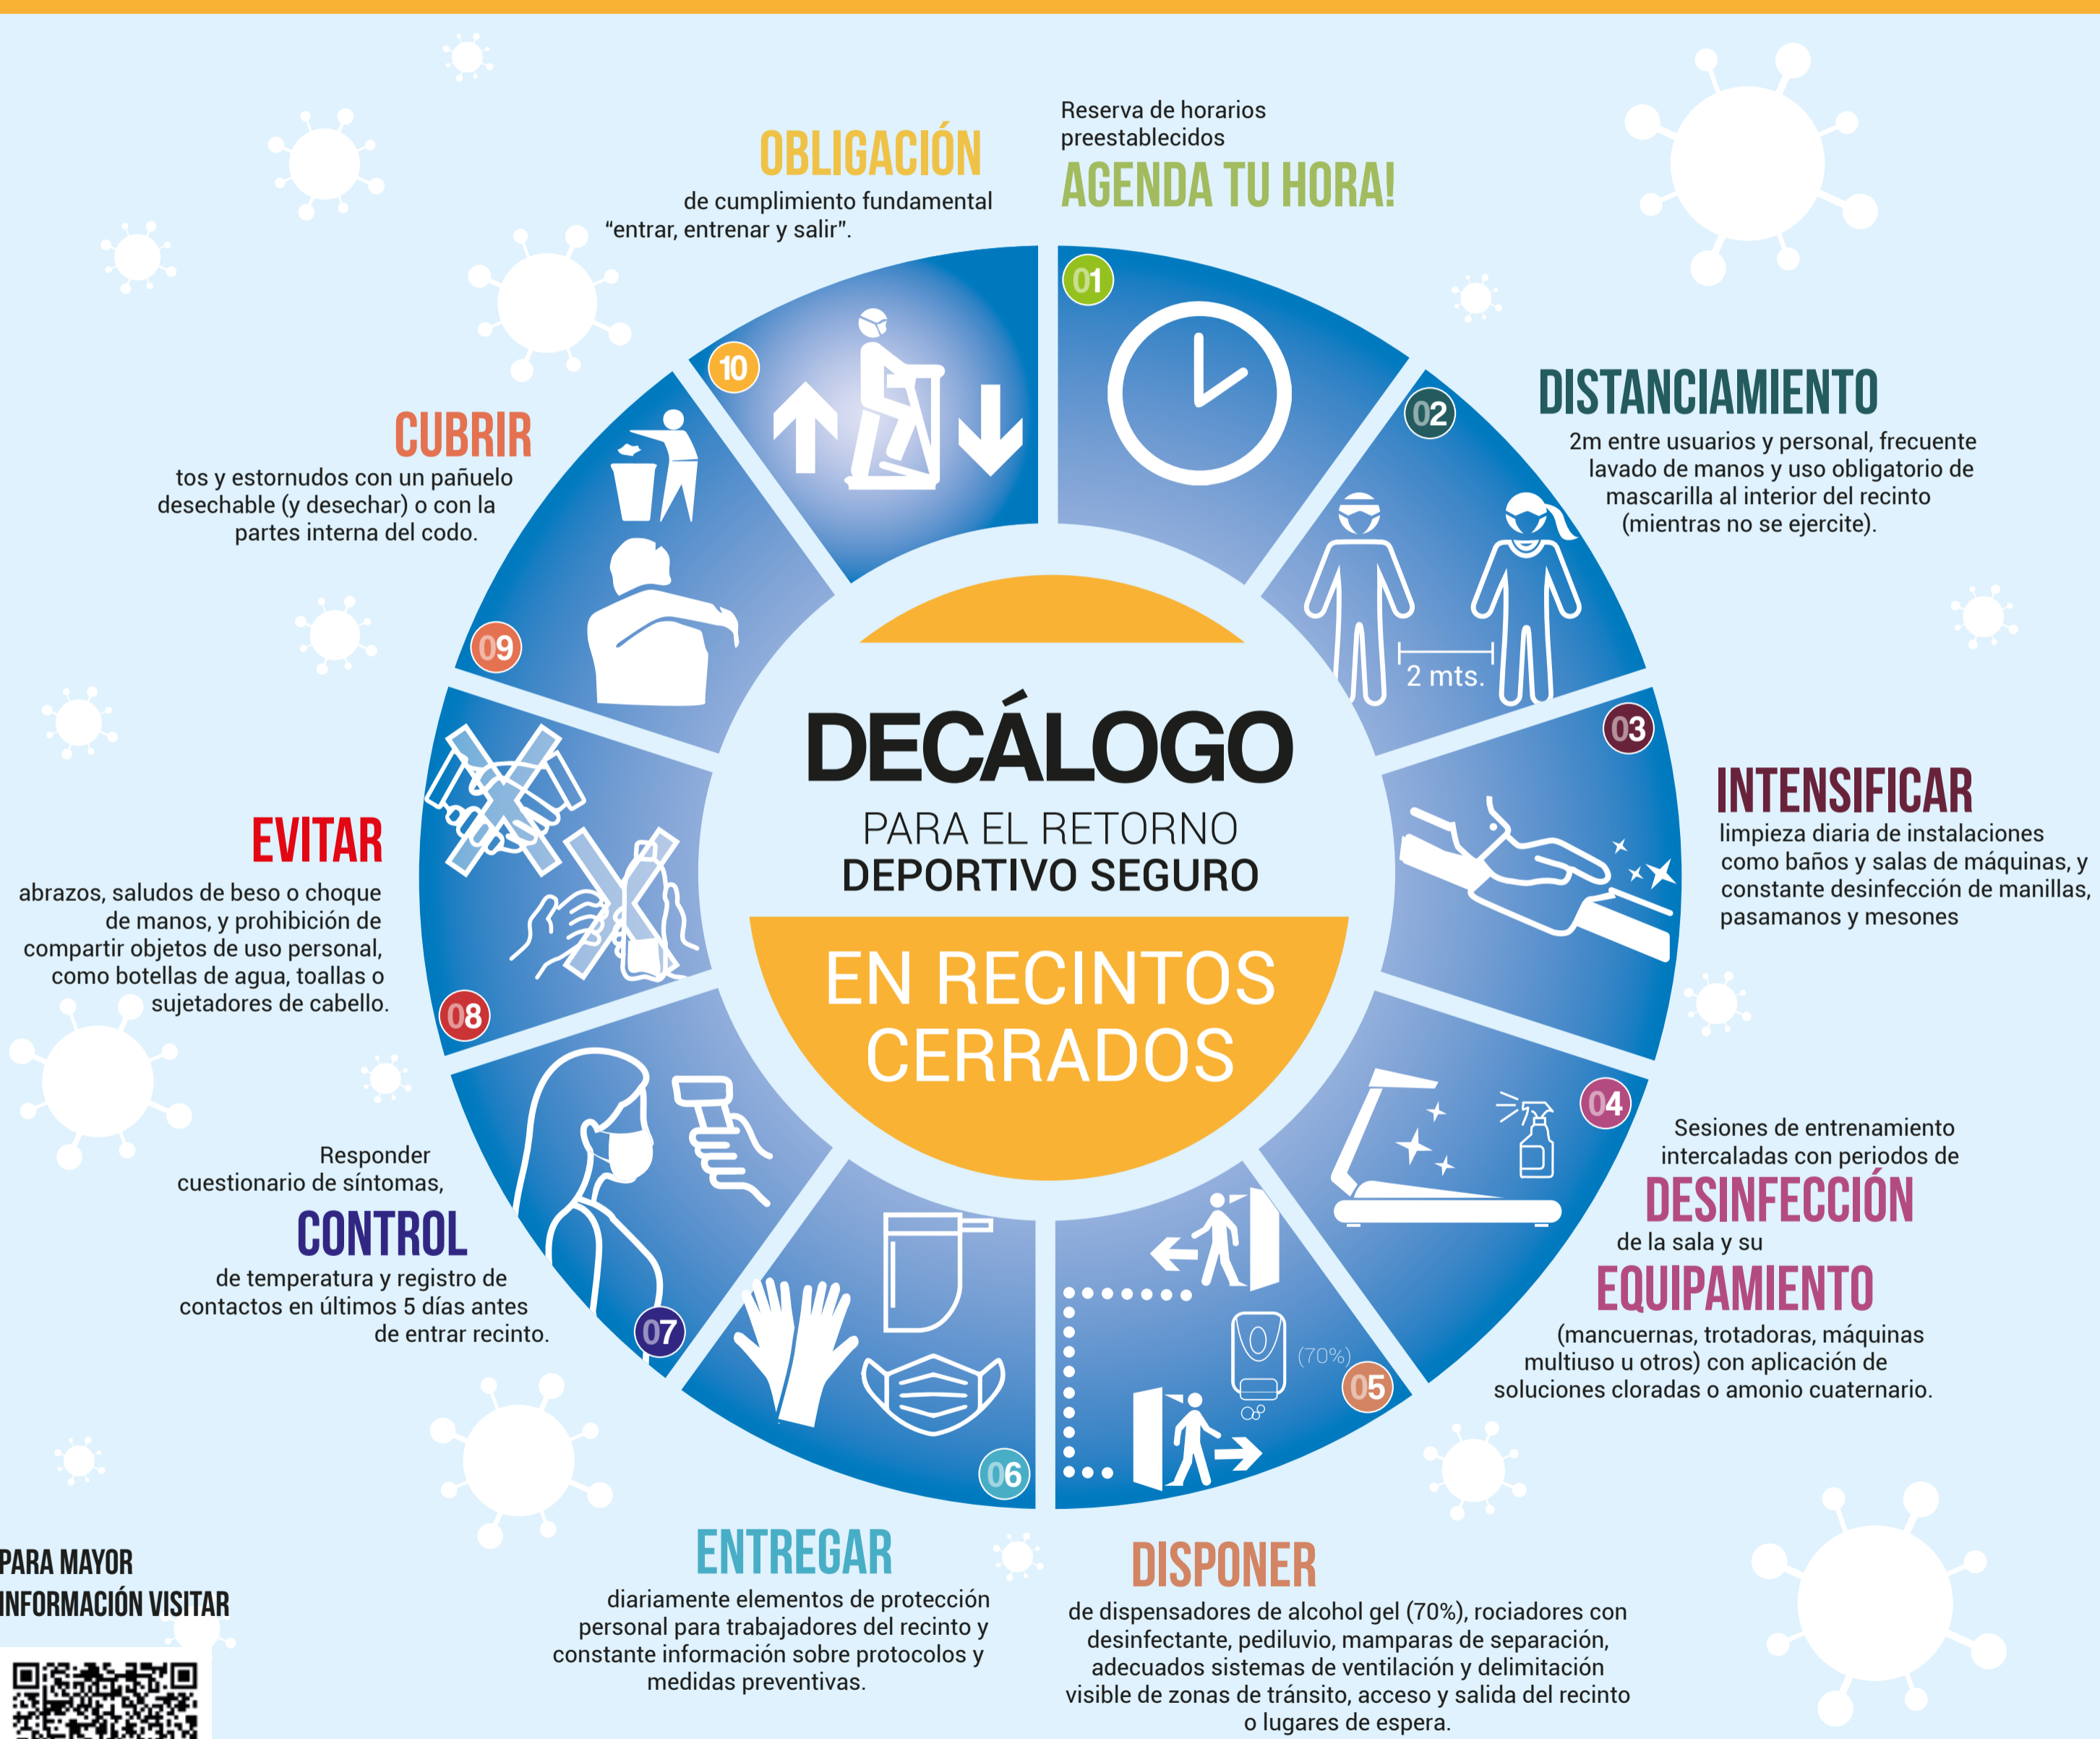 DECÁLOGO
PARA EL RETORNO
DEPORTIVO SEGURO
EN RECINTOS
CERRADOS
01
Reserva de horarios
preestablecidos
AGENDA TU HORA!
02
DISTANCIAMIENTO
2m entre usuarios y personal, frecuente
lavado de manos y uso obligatorio de
mascarilla al interior del recinto
(mientras no se ejercite).
2 mts.
03
INTENSIFICAR
limpieza diaria de instalaciones
como baños y salas de máquinas, y
constante desinfección de manillas,
pasamanos y mesones
04
Sesiones de entrenamiento
intercaladas con periodos de
DESINFECCIÓN
de la sala y su
EQUIPAMIENTO
(mancuernas, trotadoras, máquinas
multiuso u otros) con aplicación de
soluciones cloradas o amonio cuaternario.
(70%)
05
DISPONER
de dispensadores de alcohol gel (70%), rociadores con
desinfectante, pediluvio, mamparas de separación,
adecuados sistemas de ventilación y delimitación
visible de zonas de tránsito, acceso y salida del recinto
o lugares de espera.
06
ENTREGAR
diariamente elementos de protección
personal para trabajadores del recinto y
constante información sobre protocolos y
medidas preventivas.
07
Responder
cuestionario de síntomas,
CONTROL
de temperatura y registro de
contactos en últimos 5 días antes
de entrar recinto.
08
EVITAR
abrazos, saludos de beso o choque
de manos, y prohibición de
compartir objetos de uso personal,
como botellas de agua, toallas o
sujetadores de cabello.
09
CUBRIR
tos y estornudos con un pañuelo
desechable (y desechar) o con la
partes interna del codo.
10
OBLIGACIÓN
de cumplimiento fundamental
“entrar, entrenar y salir”.
PARA MAYOR
INFORMACIÓN VISITAR